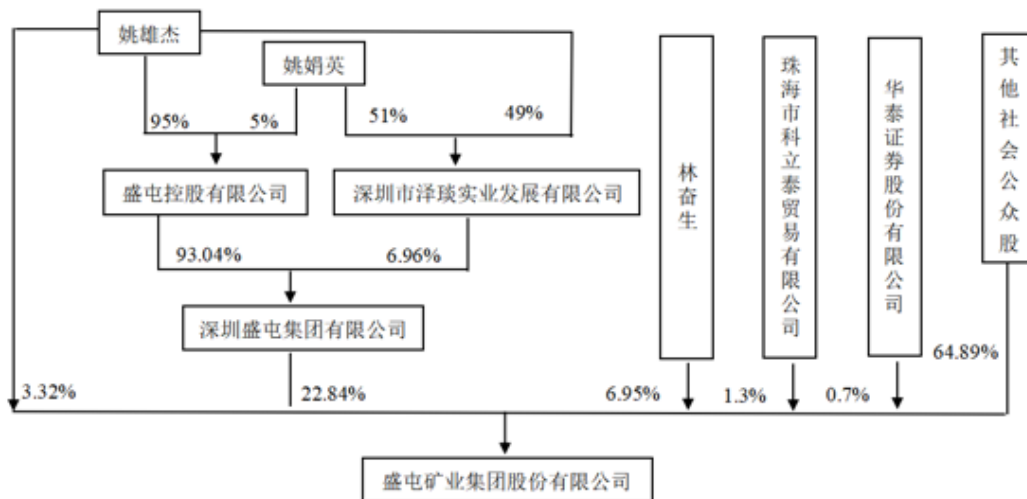 姚雄杰
姚娟英
95%
5%
51%
49%
盛屯控股有限公司
深圳市泽琰实业发展有限公司
93.04%
6.96%
深圳盛屯集团有限公司
林奋生
珠海市科立泰贸易有限公司
华泰证券股份有限公司
其他社会公众股
3.32%
22.84%
6.95%
1.3%
0.7%
64.89%
盛屯矿业集团股份有限公司